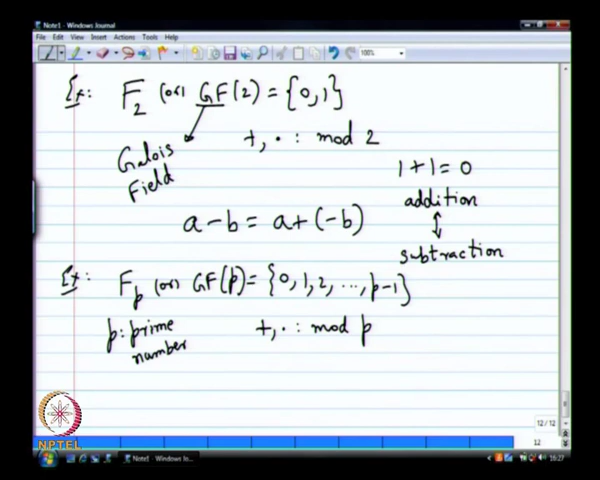 Note1 - Windows Journal
File Edit View Insert Actions Tools Help
100%
Ex: F2 (or) GF(2) = {0,1}
Galois Field
+, · : mod 2
1 + 1 = 0
addition
↕
subtraction
a - b = a + (-b)
Ex: Fp (or) GF(p) = {0, 1, 2, ..., p-1}
p: prime number
+, · : mod p
12 / 12
12
NPTEL
Note1 - Windows Jo...
16:27